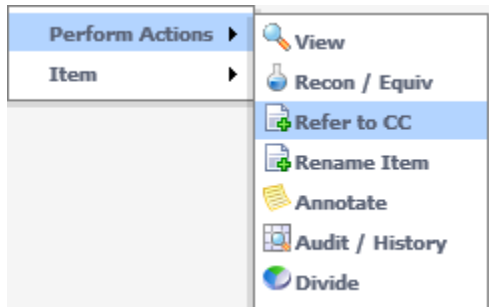 Perform Actions
Item
View
Recon / Equiv
Refer to CC
Rename Item
Annotate
Audit / History
Divide